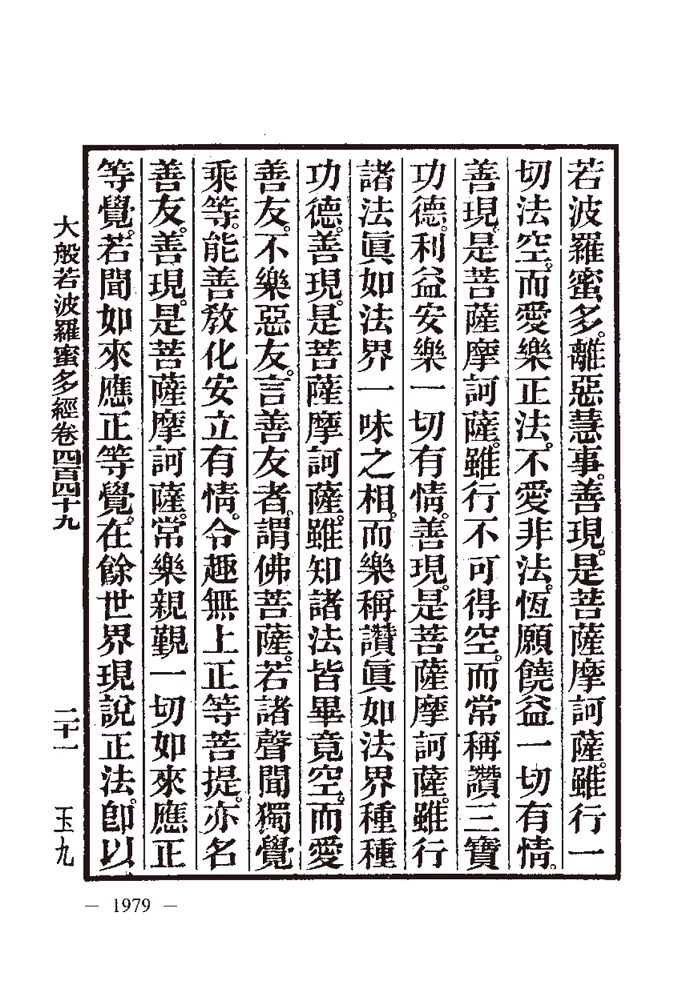 若波羅蜜多。離惡慧事。善現。是菩薩摩訶薩。雖行一
切法空。而愛樂正法。不愛非法。恆願饒益一切有情。
善現。是菩薩摩訶薩。雖行不可得空。而常稱讚三寶
功德。利益安樂一切有情。善現。是菩薩摩訶薩。雖行
諸法眞如法界一味之相。而樂稱讚眞如法界種種
功德。善現。是菩薩摩訶薩。雖知諸法皆畢竟空。而愛
善友。不樂惡友。言善友者。謂佛菩薩。若諸聲聞獨覺
乘等。能善敎化安立有情。令趣無上正等菩提。亦名
善友。善現。是菩薩摩訶薩。常樂親覲一切如來應正
等覺。若聞如來應正等覺。在餘世界現說正法。卽以
大般若波羅蜜多經卷四百四十九 二十一 玉九
— 1979 —